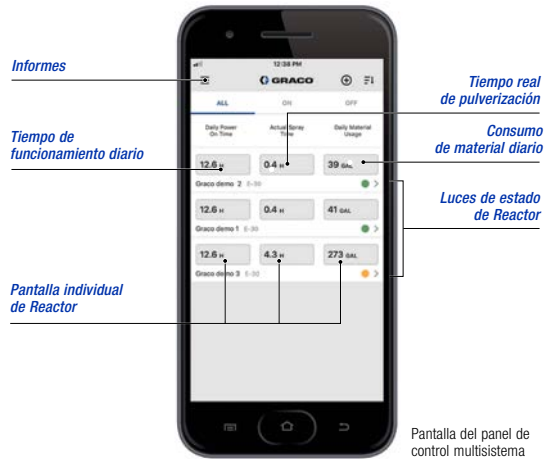 Informes
Tiempo de
funcionamiento diario
Pantalla individual
de Reactor
12:38 PM
GRACO
ALL ON OFF
Daily Power
On Time
Actual Spray
Time
Daily Material
Usage
12.6 H 0.4 H 39 GAL
Graco demo 2 E-30
12.6 H 0.4 H 41 GAL
Graco demo 1 E-30
12.6 H 4.3 H 273 GAL
Graco demo 3 E-30
Tiempo real
de pulverización
Consumo
de material diario
Luces de estado
de Reactor
Pantalla del panel de
control multisistema